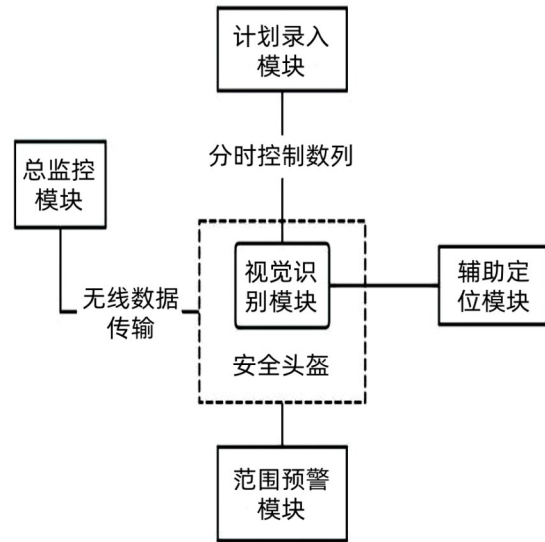 计划录入
模块
分时控制数列
总监控
模块
无线数据
传输
视觉识
别模块
安全头盔
辅助定
位模块
范围预警
模块